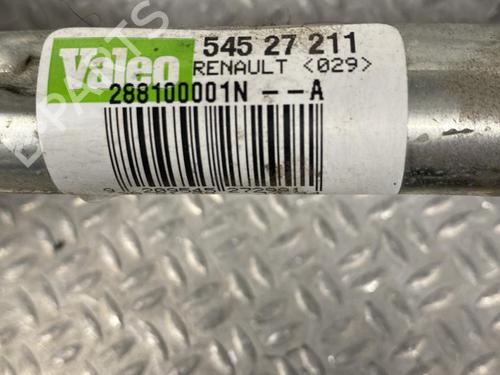 Valeo 545 27 211
RENAULT <029>
288100001N --A